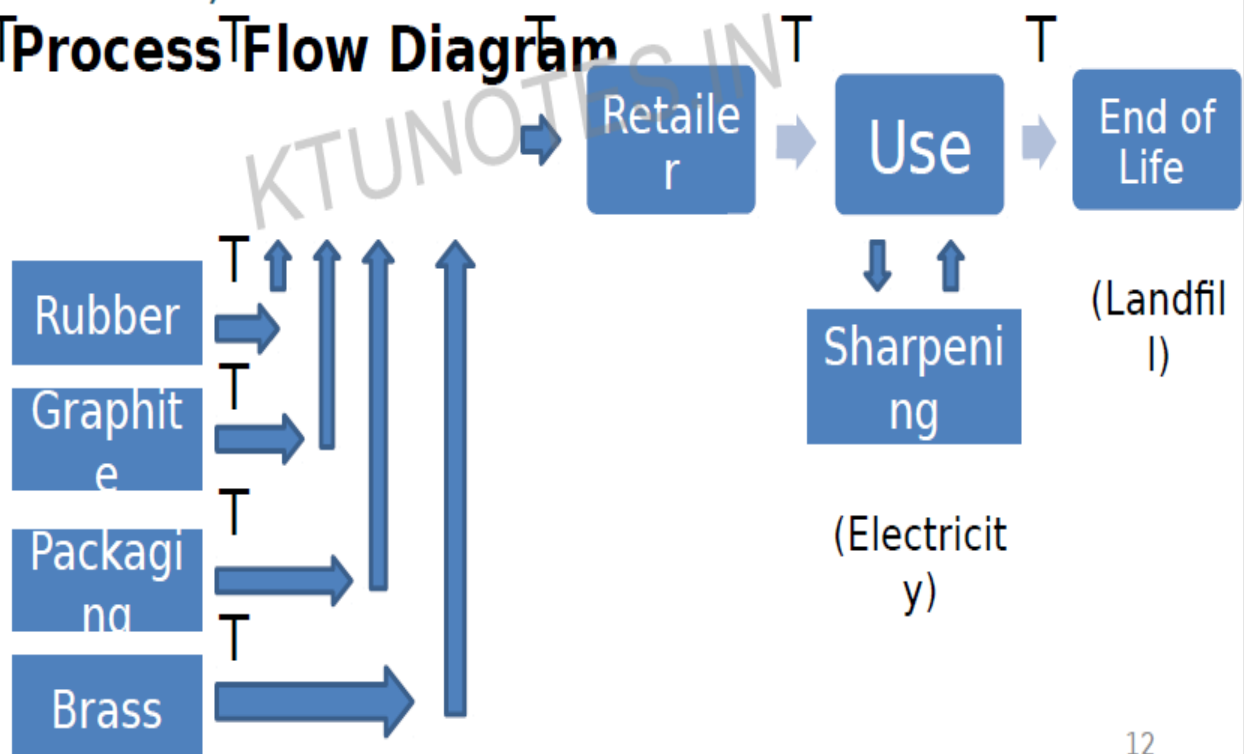 T T T T T
Process Flow Diagram
KTUNOTES.IN
Retaile
r
Use
End of
Life
T
Rubber
(Landfil
l)
T
Graphit
e
Sharpeni
ng
T
Packagi
ng
(Electricit
y)
T
Brass
12